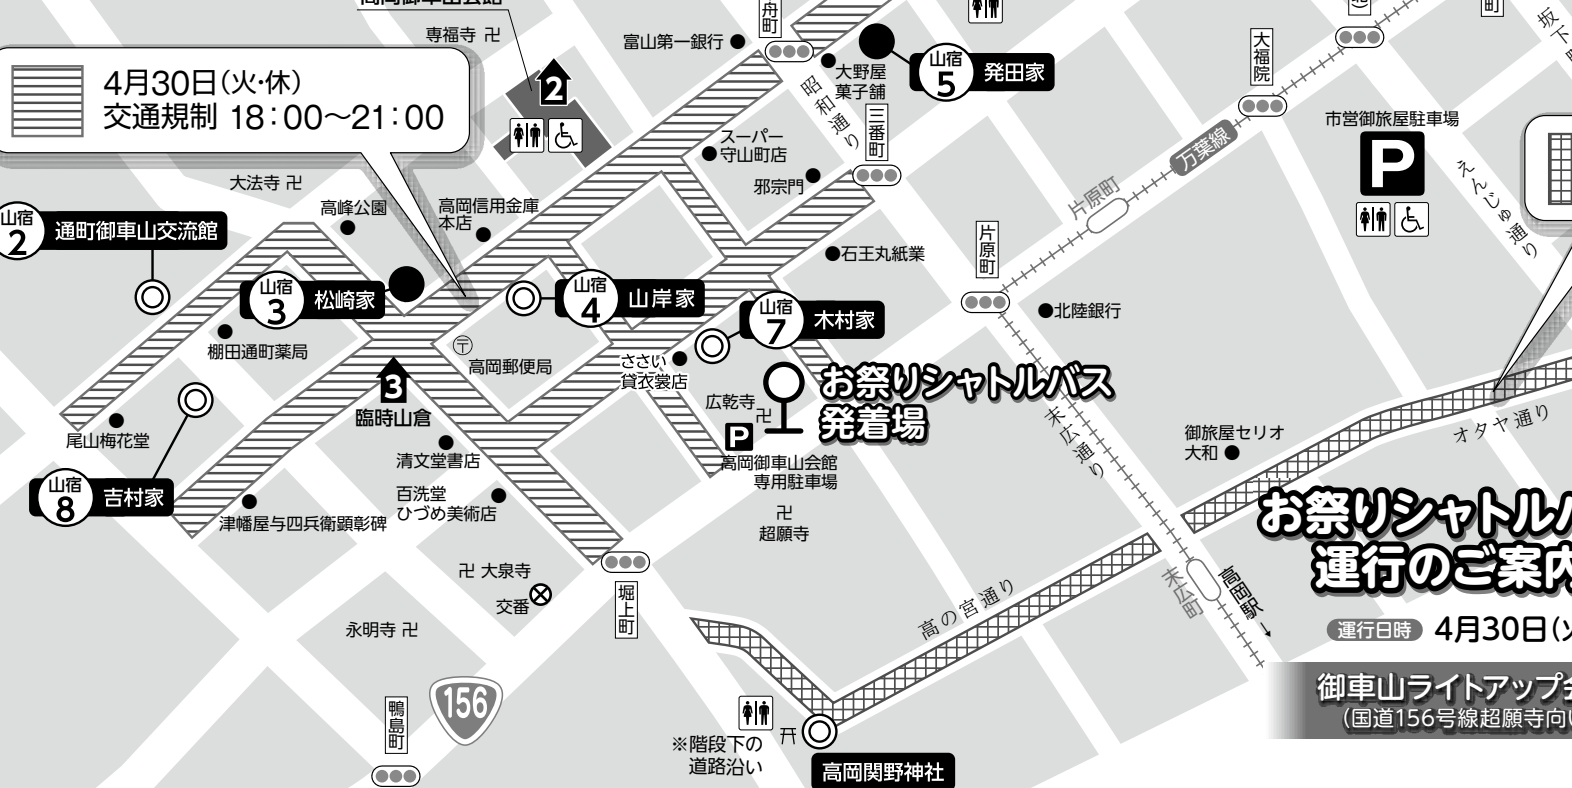 専福寺
富山第一銀行
大野屋
菓子舗
昭和通り
三番町
山宿
5
発田家
大福院
市営御旅屋駐車場
P
えんじゅ通り
4月30日(火・休)
交通規制 18:00〜21:00
2
スーパー
守山町店
邪宗門
万葉線
片原町
片原町
大法寺
高峰公園
高岡信用金庫
本店
山宿
2
通町御車山交流館
石王丸紙業
山宿
3
松崎家
山宿
4
山岸家
山宿
7
木村家
北陸銀行
棚田通町薬局
高岡郵便局
ささい
貸衣裳店
お祭りシャトルバス
発着場
3
臨時山倉
広乾寺
P
高岡御車山会館
専用駐車場
末広通り
御旅屋セリオ
大和
オタヤ通り
尾山梅花堂
清文堂書店
山宿
8
吉村家
津幡屋与四兵衛顕彰碑
百洗堂
ひづめ美術店
超願寺
お祭りシャトルバ
運行のご案内
大泉寺
交番
堀上町
永明寺
高の宮通り
末広町
高岡駅→
運行日時 4月30日(火
156
鴨島町
御車山ライトアップ会
(国道156号線超願寺向い
※階段下の
道路沿い
高岡関野神社